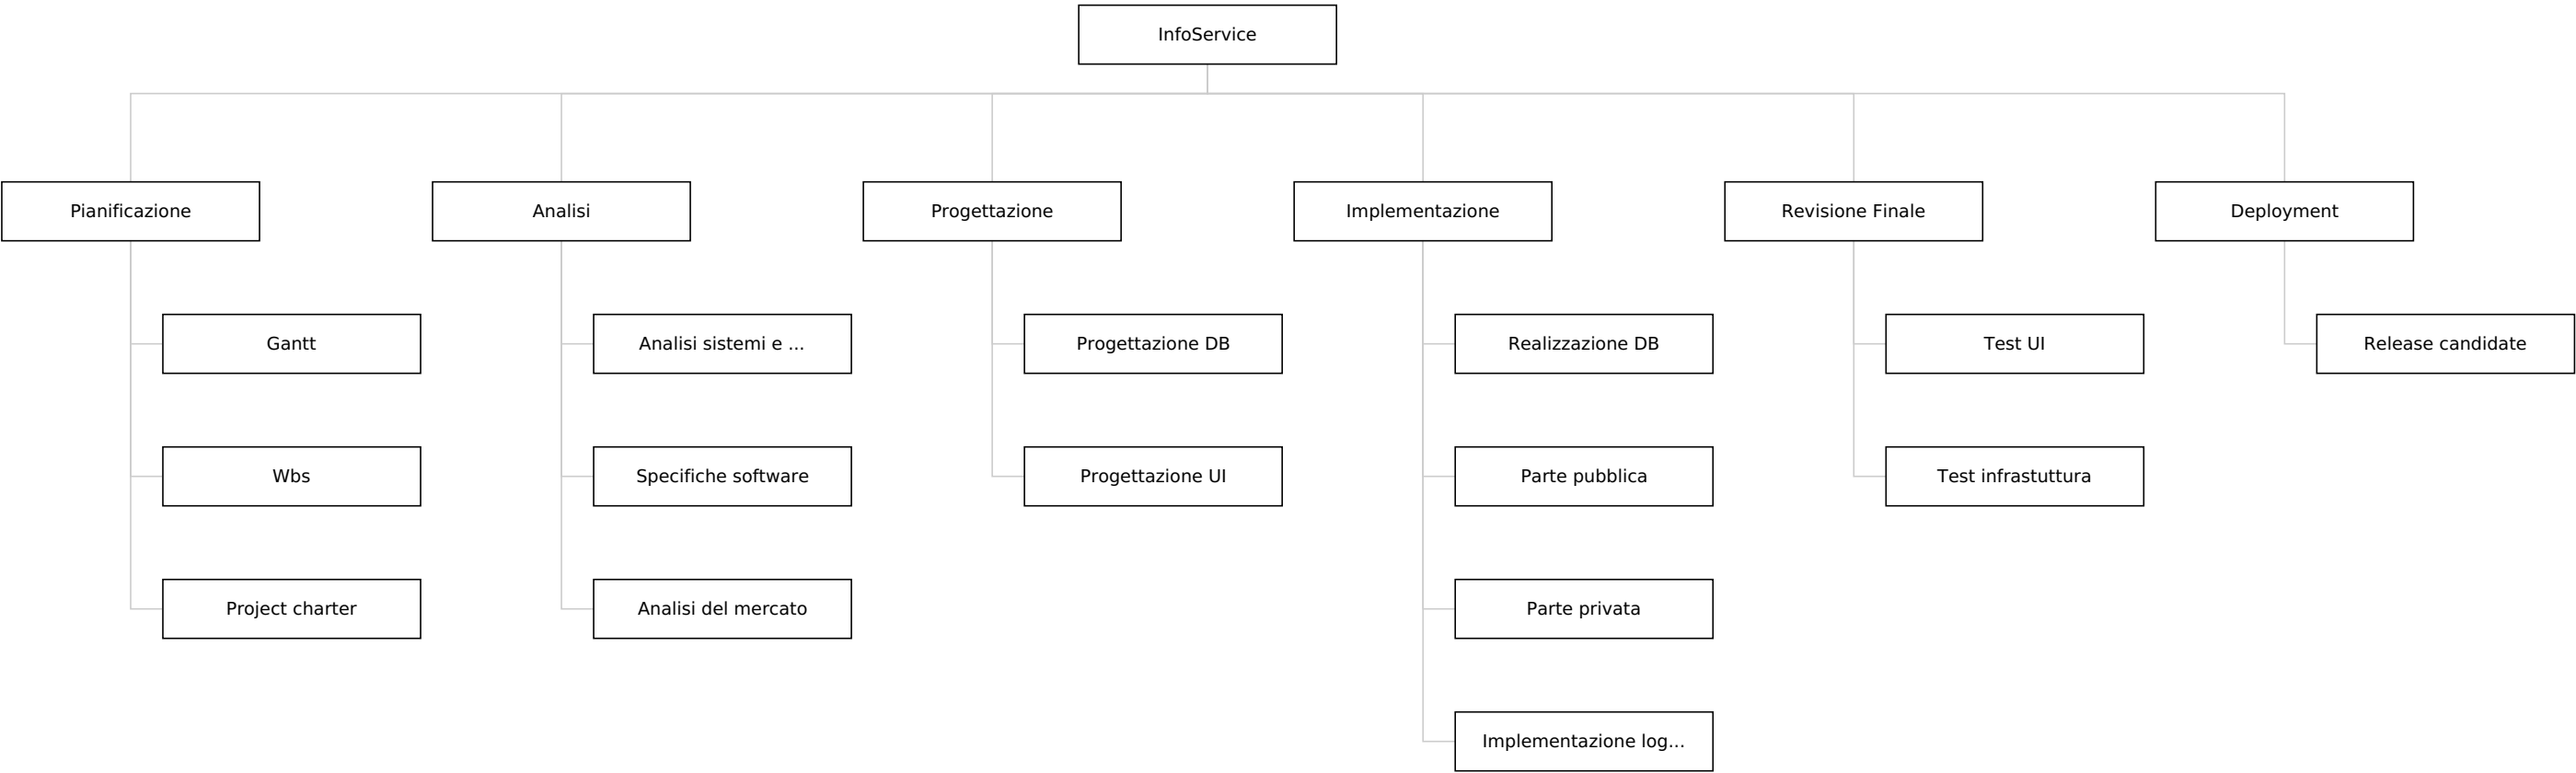 InfoService
Pianificazione
Analisi
Progettazione
Implementazione
Revisione Finale
Deployment
Gantt
Analisi sistemi e ...
Progettazione DB
Realizzazione DB
Test UI
Release candidate
Wbs
Specifiche software
Progettazione UI
Parte pubblica
Test infrastuttura
Project charter
Analisi del mercato
Parte privata
Implementazione log...